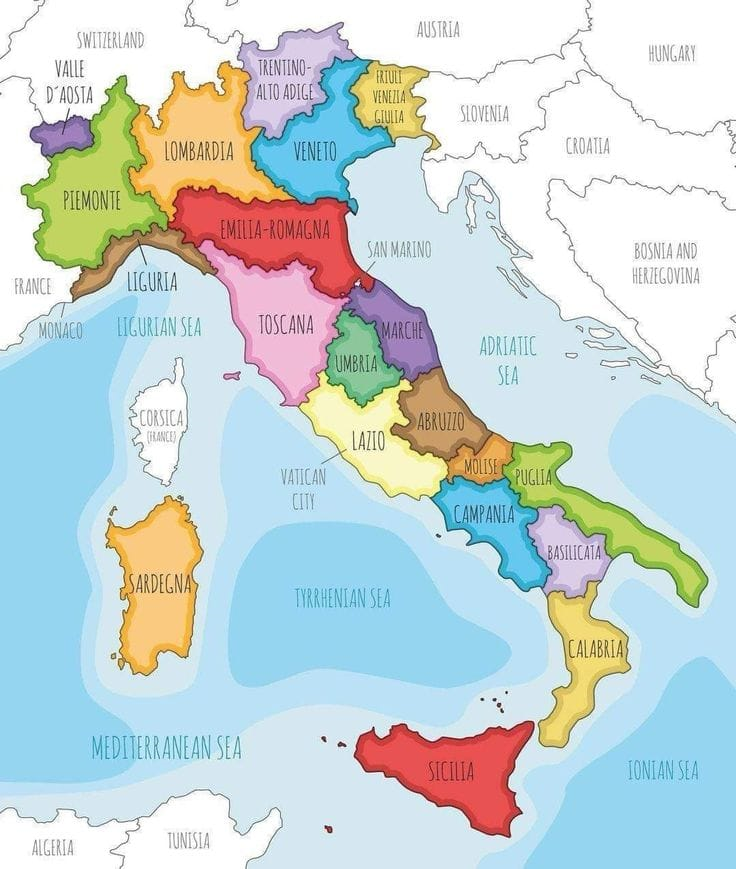 SWITZERLAND
AUSTRIA
HUNGARY
VALLE
D'AOSTA
TRENTINO-
ALTO ADIGE
FRIULI
VENEZIA
GIULIA
SLOVENIA
CROATIA
LOMBARDIA
VENETO
PIEMONTE
EMILIA-ROMAGNA
SAN MARINO
BOSNIA AND
HERZEGOVINA
FRANCE
LIGURIA
MONACO
LIGURIAN SEA
TOSCANA
MARCHE
UMBRIA
ADRIATIC
SEA
CORSICA
(FRANCE)
LAZIO
ABRUZZO
MOLISE
PUGLIA
VATICAN
CITY
CAMPANIA
BASILICATA
SARDEGNA
TYRRHENIAN SEA
CALABRIA
MEDITERRANEAN SEA
SICILIA
IONIAN SEA
ALGERIA
TUNISIA